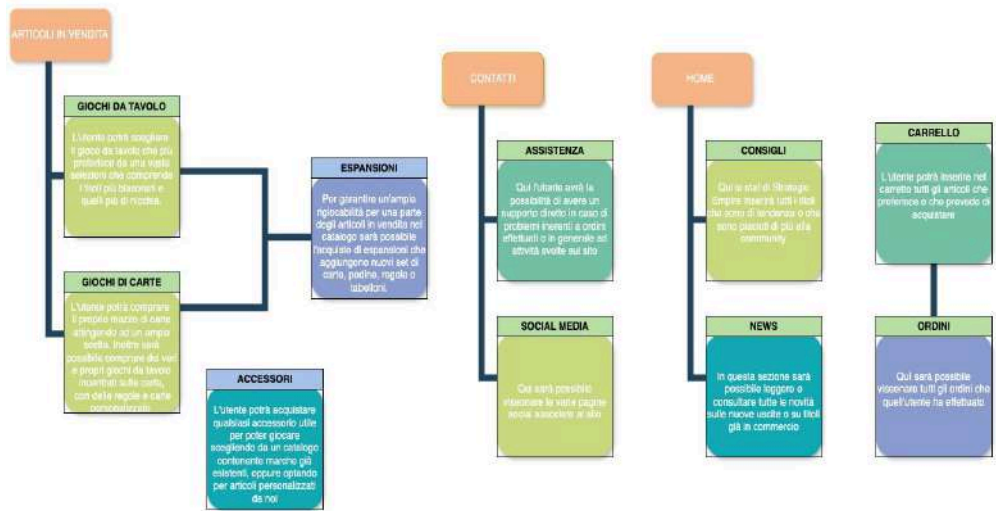 ARTICOLI IN VENDITA
GIOCHI DA TAVOLO
L'utente potrà scegliere
il gioco da tavolo che più
preferisce da una vasta
selezioni che comprende
i titoli più blasonati e
quelli più di nicchia.
GIOCHI DI CARTE
L'utente potrà comprare
il proprio mazzo di carte
attingendo ad un ampia
scelta. Inoltre sarà
possibile comprare dei veri
e propri giochi da tavolo
incentrati sulle carte,
con delle regole e carte
personalizzate
ESPANSIONI
Per garantire un'ampia
rigiocabilità per una parte
degli articoli in vendita nel
catalogo sarà possibile
l'acquisto di espansioni che
aggiungono nuovi set di
carte, pedine, regole o
tabelloni.
ACCESSORI
L'utente potrà acquistare
qualsiasi accessorio utile
per poter giocare
scegliendo da un catalogo
contenente marche già
esistenti, oppure optando
per articoli personalizzati
da noi
CONTATTI
ASSISTENZA
Qui l'utente avrà la
possibilità di avere un
supporto diretto in caso di
problemi inerenti a ordini
effettuati o in generale ad
attività svolte sul sito
SOCIAL MEDIA
Qui sarà possibile
visionare le varie pagine
social associate al sito
HOME
CONSIGLI
Qui lo staf di Strategic
Empire inserirà tutti i titoli
che sono di tendenza o che
sono piaciuti di più alla
community
NEWS
In questa sezione sarà
possibile leggere o
consultare tutte le novità
sulle nuove uscite o su titoli
già in commercio
CARRELLO
L'utente potrà inserire nel
carrello tutti gli articoli che
preferisce o che prevede di
acquistare
ORDINI
Qui sarà possibile
visionare tutti gli ordini che
quell'utente ha effettuato